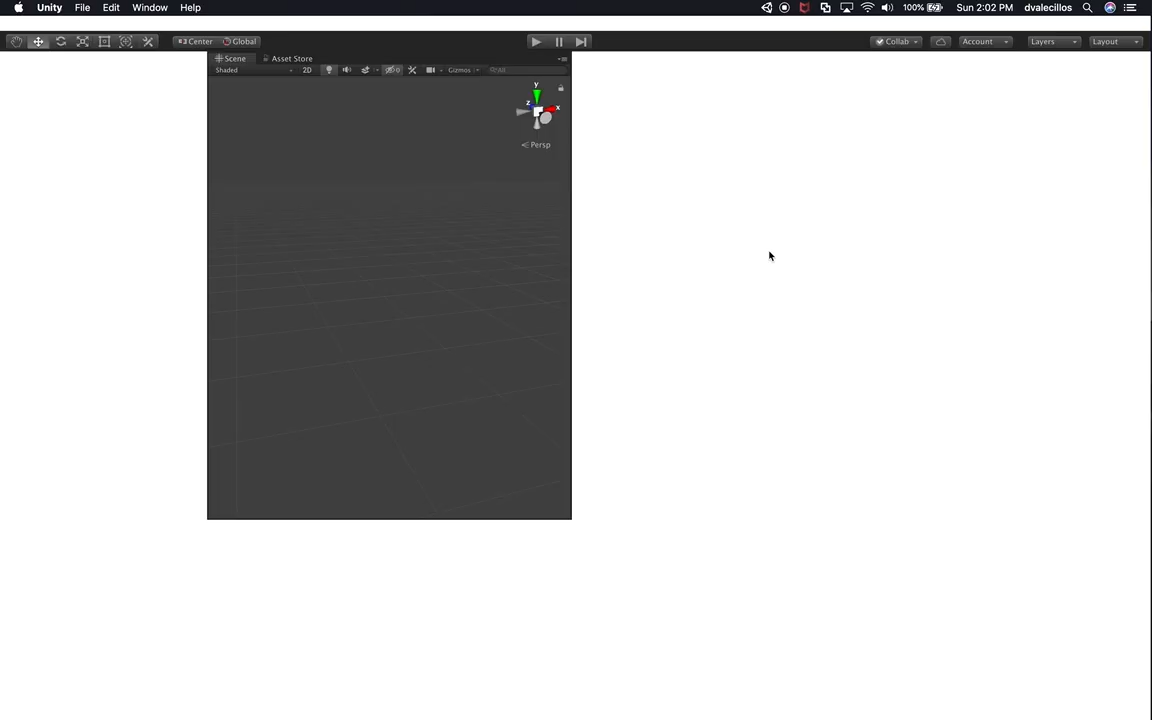 Unity File Edit Window Help 100% Sun 2:02 PM dvalecillos
Center Global Collab Account Layers Layout
Scene Asset Store
Shaded 2D 0 Gizmos All
y
z x
Persp